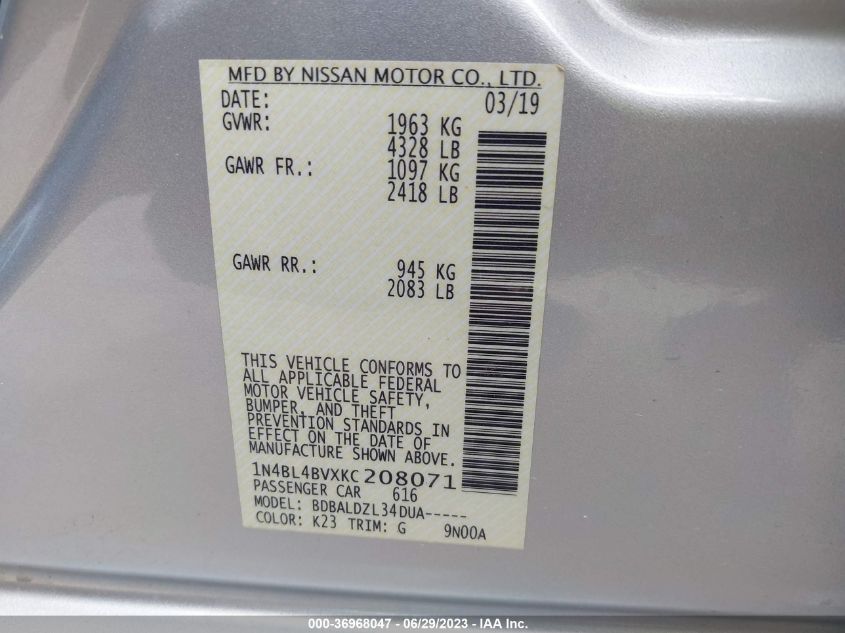 MFD BY NISSAN MOTOR CO., LTD.
DATE: 03/19
GVWR: 1963 KG
4328 LB
GAWR FR.: 1097 KG
2418 LB
GAWR RR.: 945 KG
2083 LB
THIS VEHICLE CONFORMS TO
ALL APPLICABLE FEDERAL
MOTOR VEHICLE SAFETY,
BUMPER, AND THEFT
PREVENTION STANDARDS IN
EFFECT ON THE DATE OF
MANUFACTURE SHOWN ABOVE.
1N4BL4BVXKC208071
PASSENGER CAR 616
MODEL: BDBALDZL34DUA-----
COLOR: K23 TRIM: G 9N00A
000-36968047 - 06/29/2023 - IAA Inc.